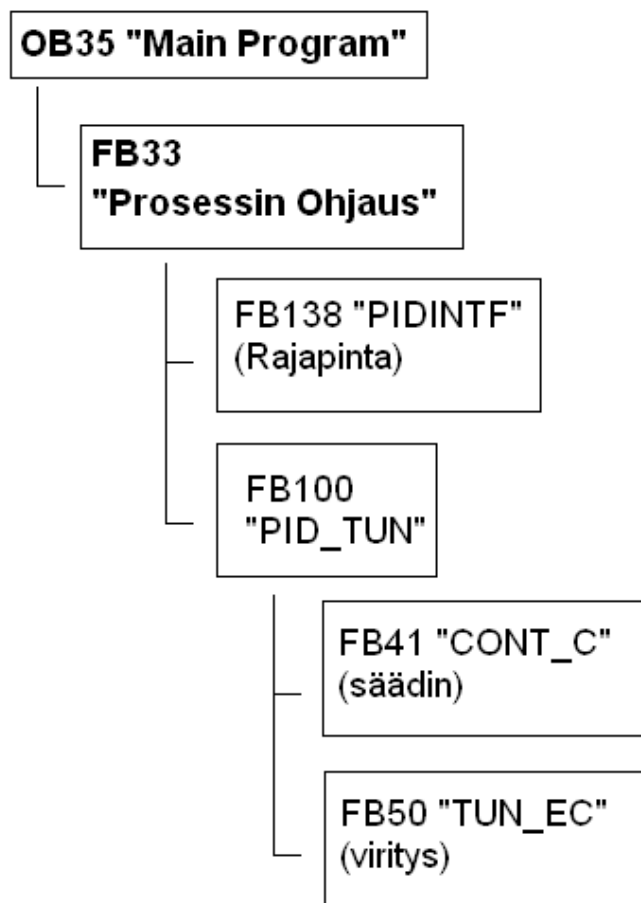 OB35 "Main Program"
FB33
"Prosessin Ohjaus"
FB138 "PIDINTF"
(Rajapinta)
FB100
"PID_TUN"
FB41 "CONT_C"
(säädin)
FB50 "TUN_EC"
(viritys)